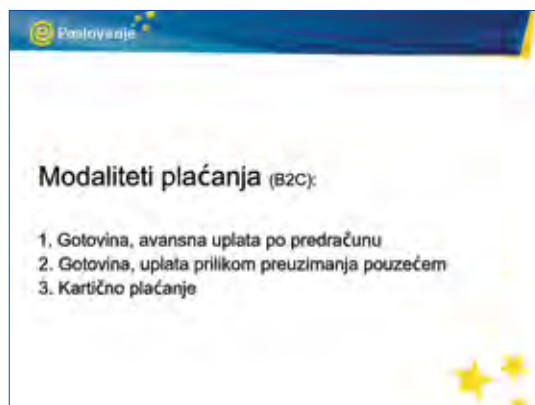 e Poslovanje
Modaliteti plaćanja (B2C):
1. Gotovina, avansna uplata po predračunu
2. Gotovina, uplata prilikom preuzimanja pouzećem
3. Kartično plaćanje